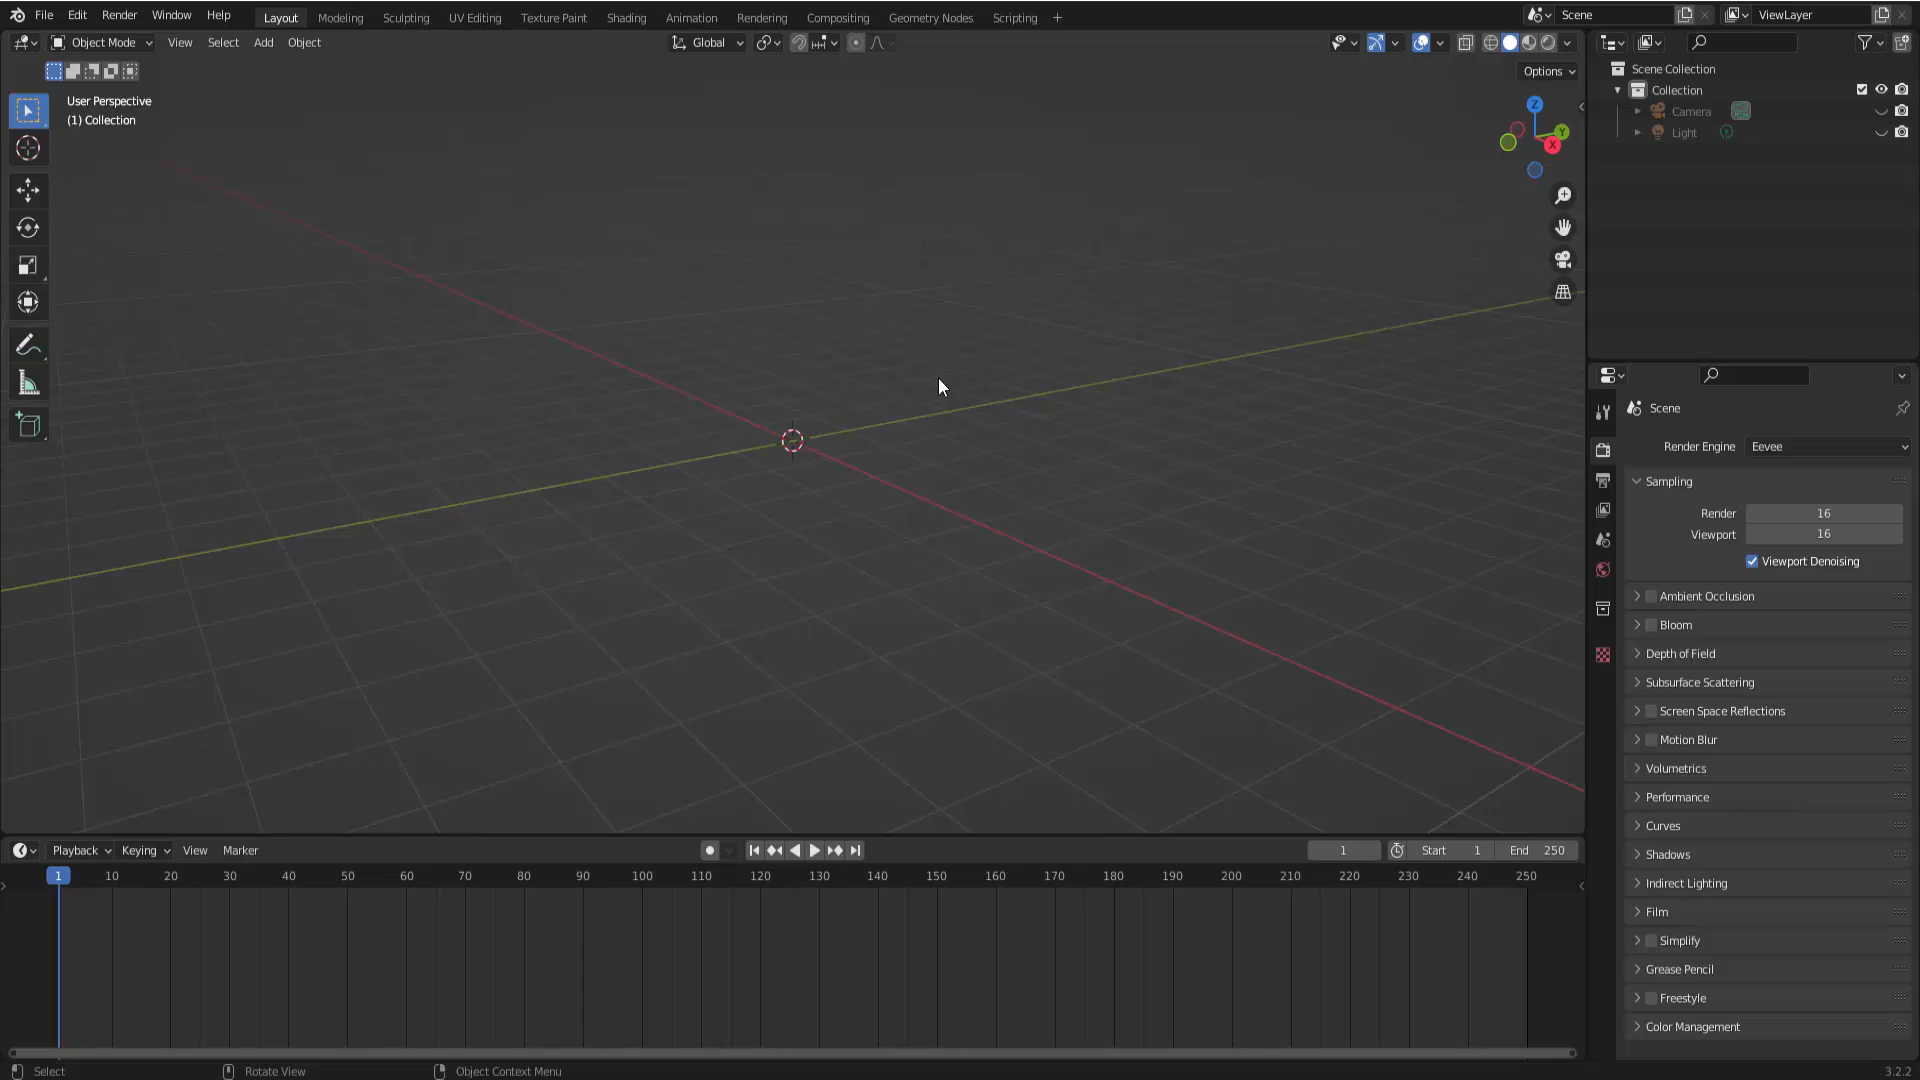 File Edit Render Window Help Layout Modeling Sculpting UV Editing Texture Paint Shading Animation Rendering Compositing Geometry Nodes Scripting + Scene ViewLayer
Object Mode View Select Add Object Global
Options
User Perspective
(1) Collection
Z
Y
X
Scene Collection
Collection
Camera
Light
Scene
Render Engine Eevee
Sampling
Render 16
Viewport 16
Viewport Denoising
Ambient Occlusion
Bloom
Depth of Field
Subsurface Scattering
Screen Space Reflections
Motion Blur
Volumetrics
Performance
Curves
Shadows
Indirect Lighting
Film
Simplify
Grease Pencil
Freestyle
Color Management
Playback Keying View Marker 1 Start 1 End 250
1 10 20 30 40 50 60 70 80 90 100 110 120 130 140 150 160 170 180 190 200 210 220 230 240 250
Select Rotate View Object Context Menu 3.2.2